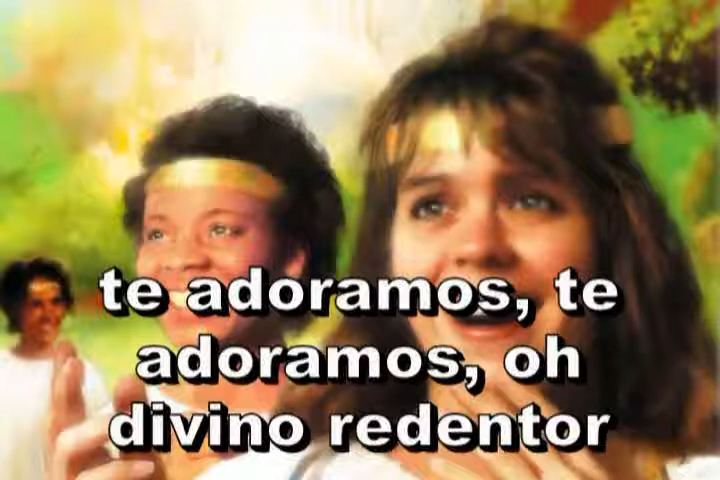 te adoramos, te
adoramos, oh
divino redentor